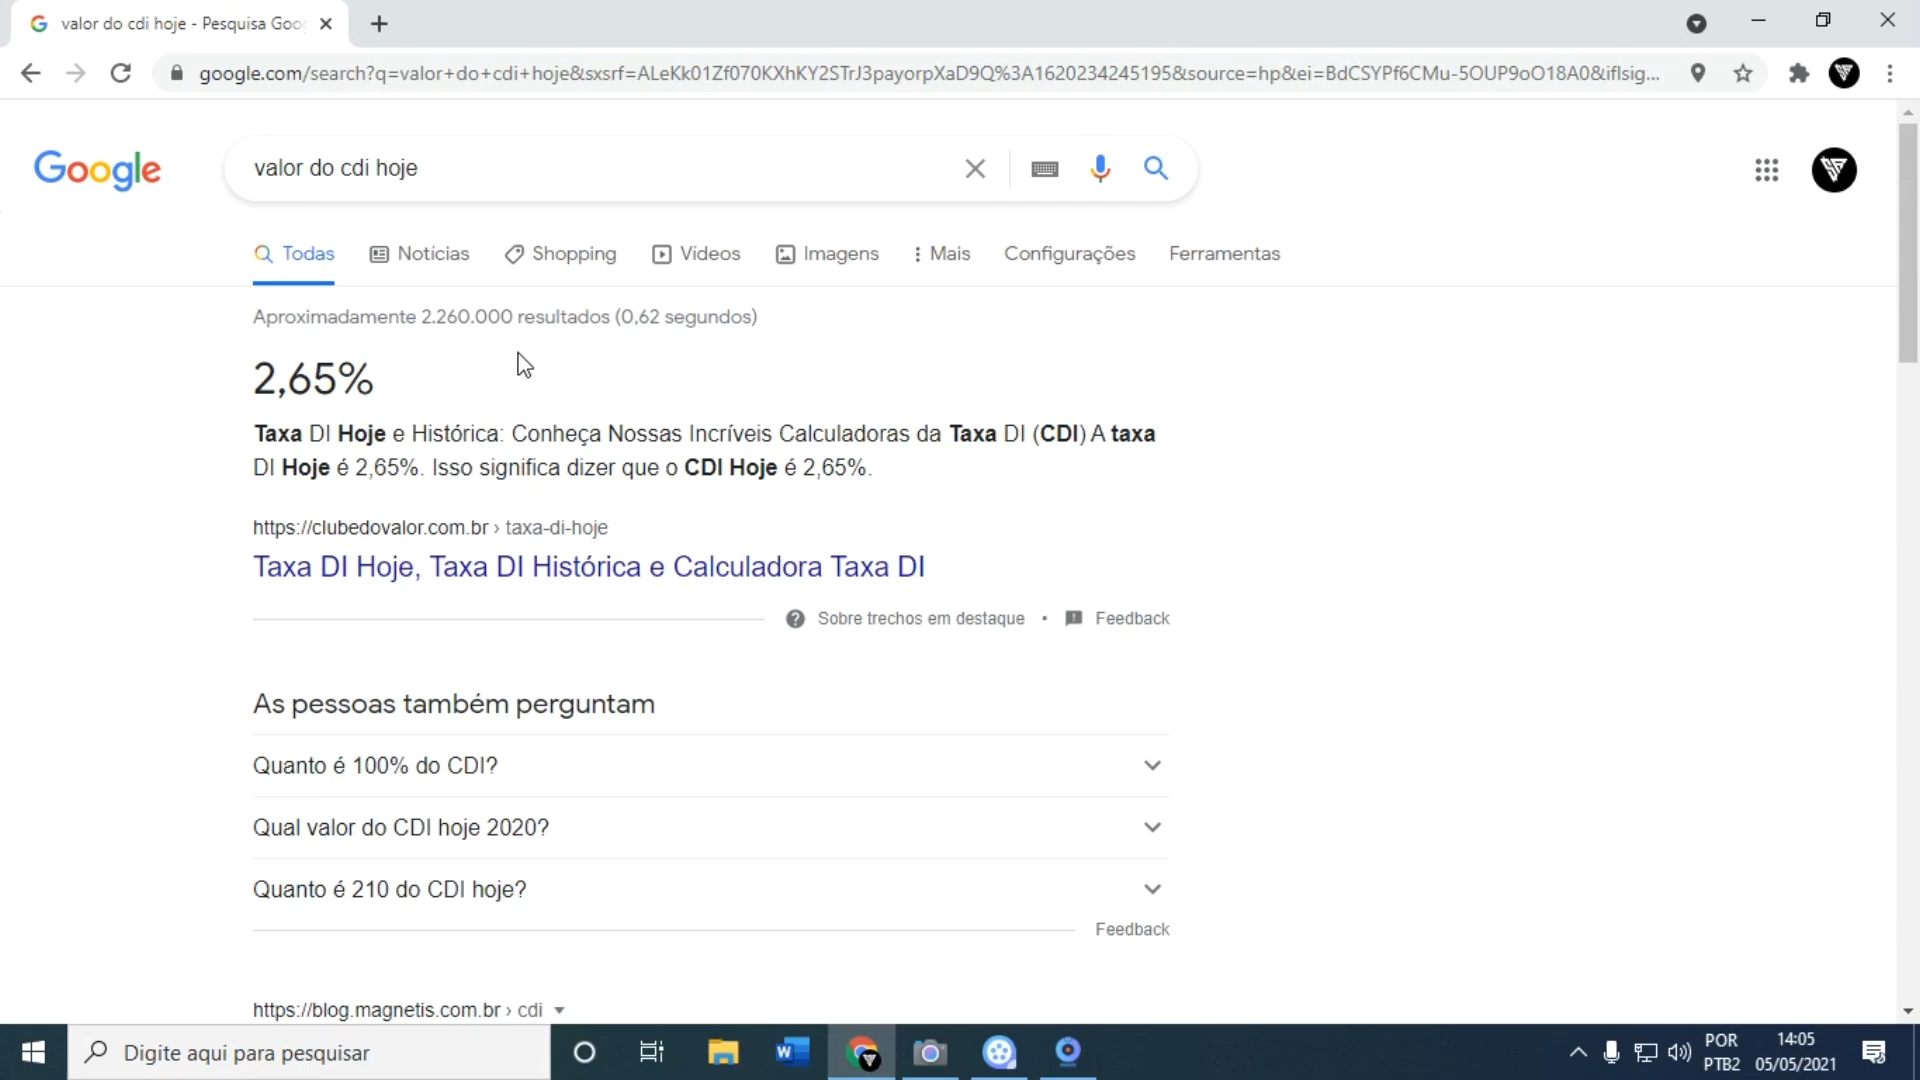 valor do cdi hoje - Pesquisa Goog
google.com/search?q=valor+do+cdi+hoje&sxsrf=ALeKk01Zf070KXhKY2STrJ3payorpXaD9Q%3A1620234245195&source=hp&ei=BdCSYPf6CMu-5OUP9oO18A0&iflsig...
Google
valor do cdi hoje
Todas
Notícias
Shopping
Vídeos
Imagens
Mais
Configurações
Ferramentas
Aproximadamente 2.260.000 resultados (0,62 segundos)
2,65%
Taxa DI Hoje e Histórica: Conheça Nossas Incríveis Calculadoras da Taxa DI (CDI) A taxa
DI Hoje é 2,65%. Isso significa dizer que o CDI Hoje é 2,65%.
https://clubedovalor.com.br › taxa-di-hoje
Taxa DI Hoje, Taxa DI Histórica e Calculadora Taxa DI
Sobre trechos em destaque • Feedback
As pessoas também perguntam
Quanto é 100% do CDI?
Qual valor do CDI hoje 2020?
Quanto é 210 do CDI hoje?
Feedback
https://blog.magnetis.com.br › cdi
Digite aqui para pesquisar
POR
PTB2
14:05
05/05/2021